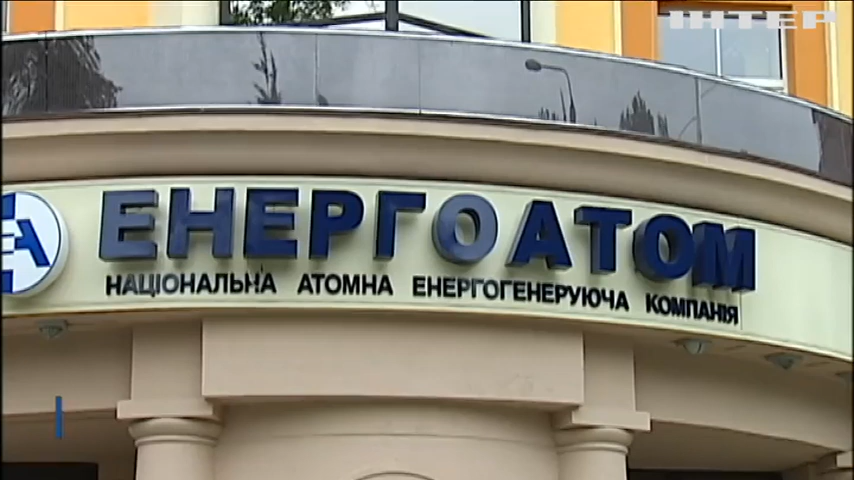 ІНТЕР
ЕНЕРГОАТОМ
НАЦІОНАЛЬНА АТОМНА ЕНЕРГОГЕНЕРУЮЧА КОМПАНІЯ